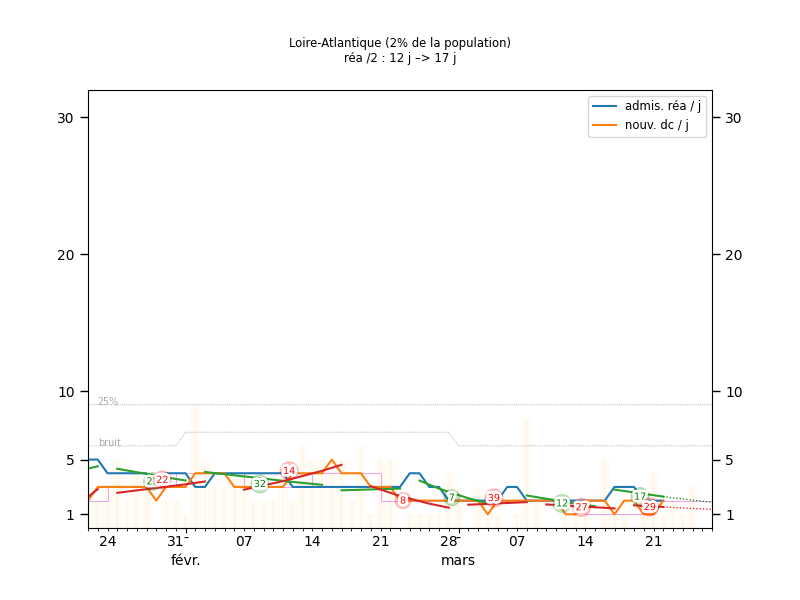 Loire-Atlantique (2% de la population)
réa /2 : 12 j –> 17 j
admis. réa / j
nouv. dc / j
30 30
20 20
10 10
25%
bruit
5 5
22 32 14 8 7 39 12 27 17 29
1 1
24 31 07 14 21 28 07 14 21
févr. mars